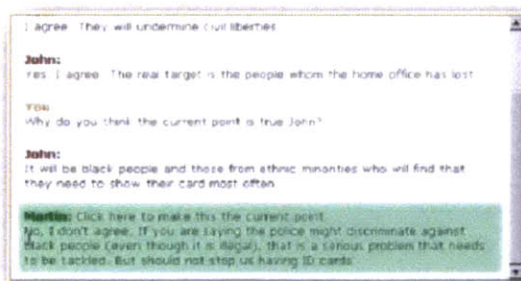 I agree. They will undermine civil liberties
John:
Yes. I agree. The real target is the people whom the home office has lost
You:
Why do you think the current point is true John?
John:
It will be black people and those from ethnic minorities who will find that
they need to show their card most often.
Martin: Click here to make this the current point
No, I don't agree. If you are saying the police might discriminate against
Black people (even though it is illegal), that is a serious problem that needs
to be tackled. But should not stop us having ID cards